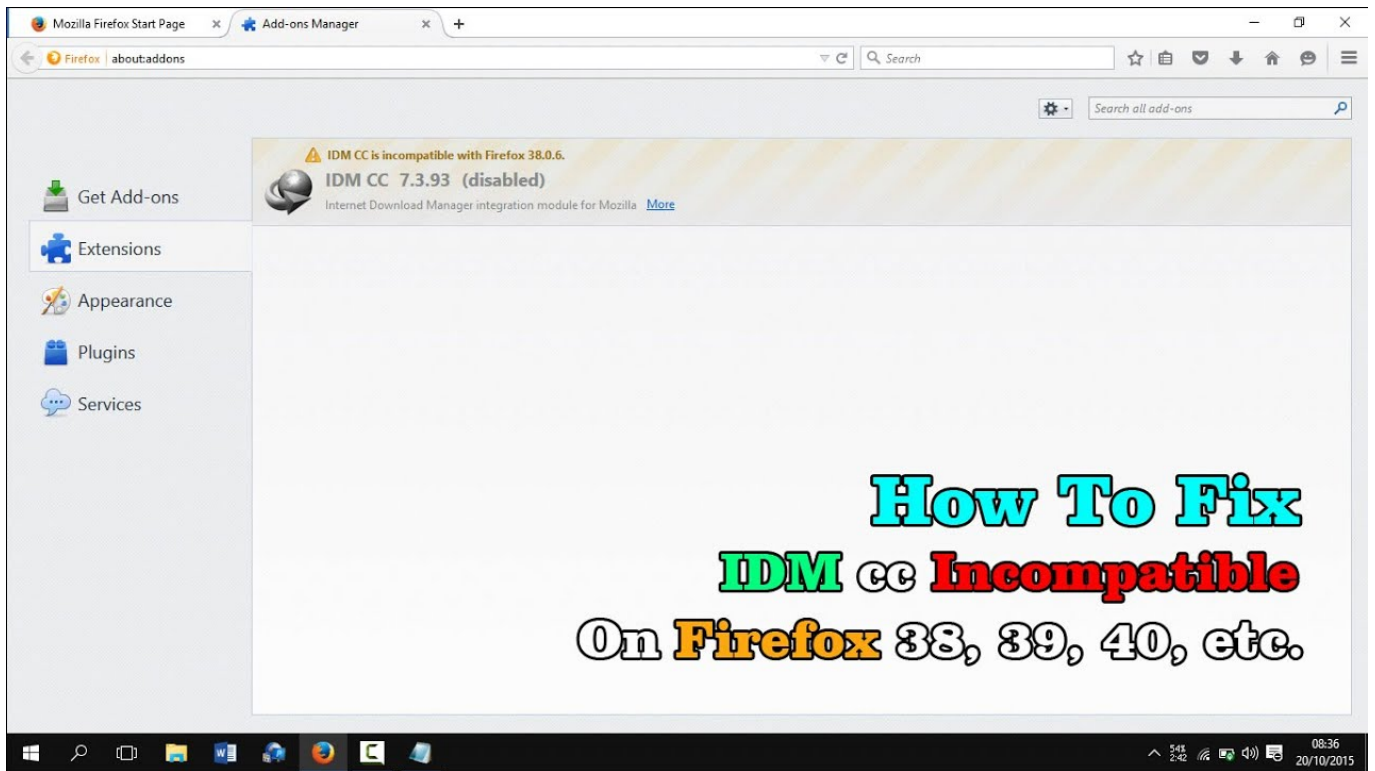 Mozilla Firefox Start Page
Add-ons Manager
Firefox about:addons
Search
Search all add-ons
IDM CC is incompatible with Firefox 38.0.6.
IDM CC 7.3.93 (disabled)
Internet Download Manager integration module for Mozilla More
Get Add-ons
Extensions
Appearance
Plugins
Services
How To Fix
IDM cc Incompatible
On Firefox 38, 39, 40, etc.
54%
2:42
08:36
20/10/2015